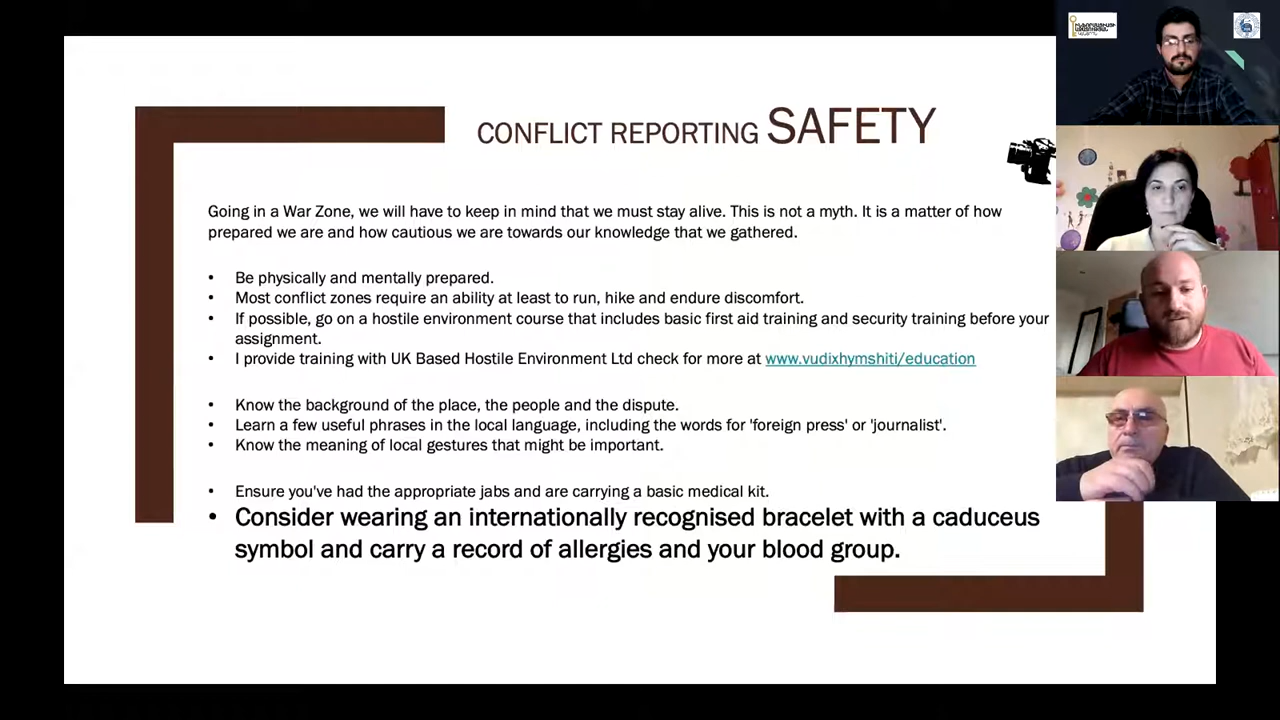 CONFLICT REPORTING SAFETY
Going in a War Zone, we will have to keep in mind that we must stay alive. This is not a myth. It is a matter of how
prepared we are and how cautious we are towards our knowledge that we gathered.
• Be physically and mentally prepared.
• Most conflict zones require an ability at least to run, hike and endure discomfort.
• If possible, go on a hostile environment course that includes basic first aid training and security training before your
assignment.
• I provide training with UK Based Hostile Environment Ltd check for more at www.vudixhymshiti/education
• Know the background of the place, the people and the dispute.
• Learn a few useful phrases in the local language, including the words for 'foreign press' or 'journalist'.
• Know the meaning of local gestures that might be important.
• Ensure you've had the appropriate jabs and are carrying a basic medical kit.
• Consider wearing an internationally recognised bracelet with a caduceus
symbol and carry a record of allergies and your blood group.